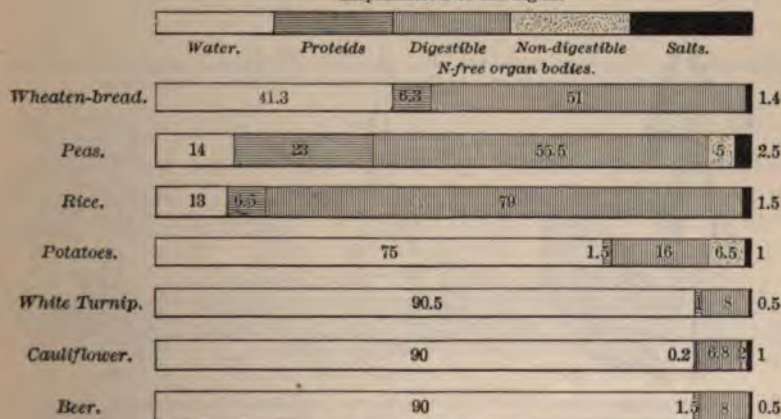 Water. Proteids Digestible Non-digestible Salts.
N-free organ bodies.
Wheaten-bread. 41.3 6.3 51 1.4
Peas. 14 23 55.5 5 2.5
Rice. 13 6.5 79 1.5
Potatoes. 75 1.5 16 6.5 1
White Turnip. 90.5 8 0.5
Cauliflower. 90 0.2 6.8 2 1
Beer. 90 1.5 8 0.5